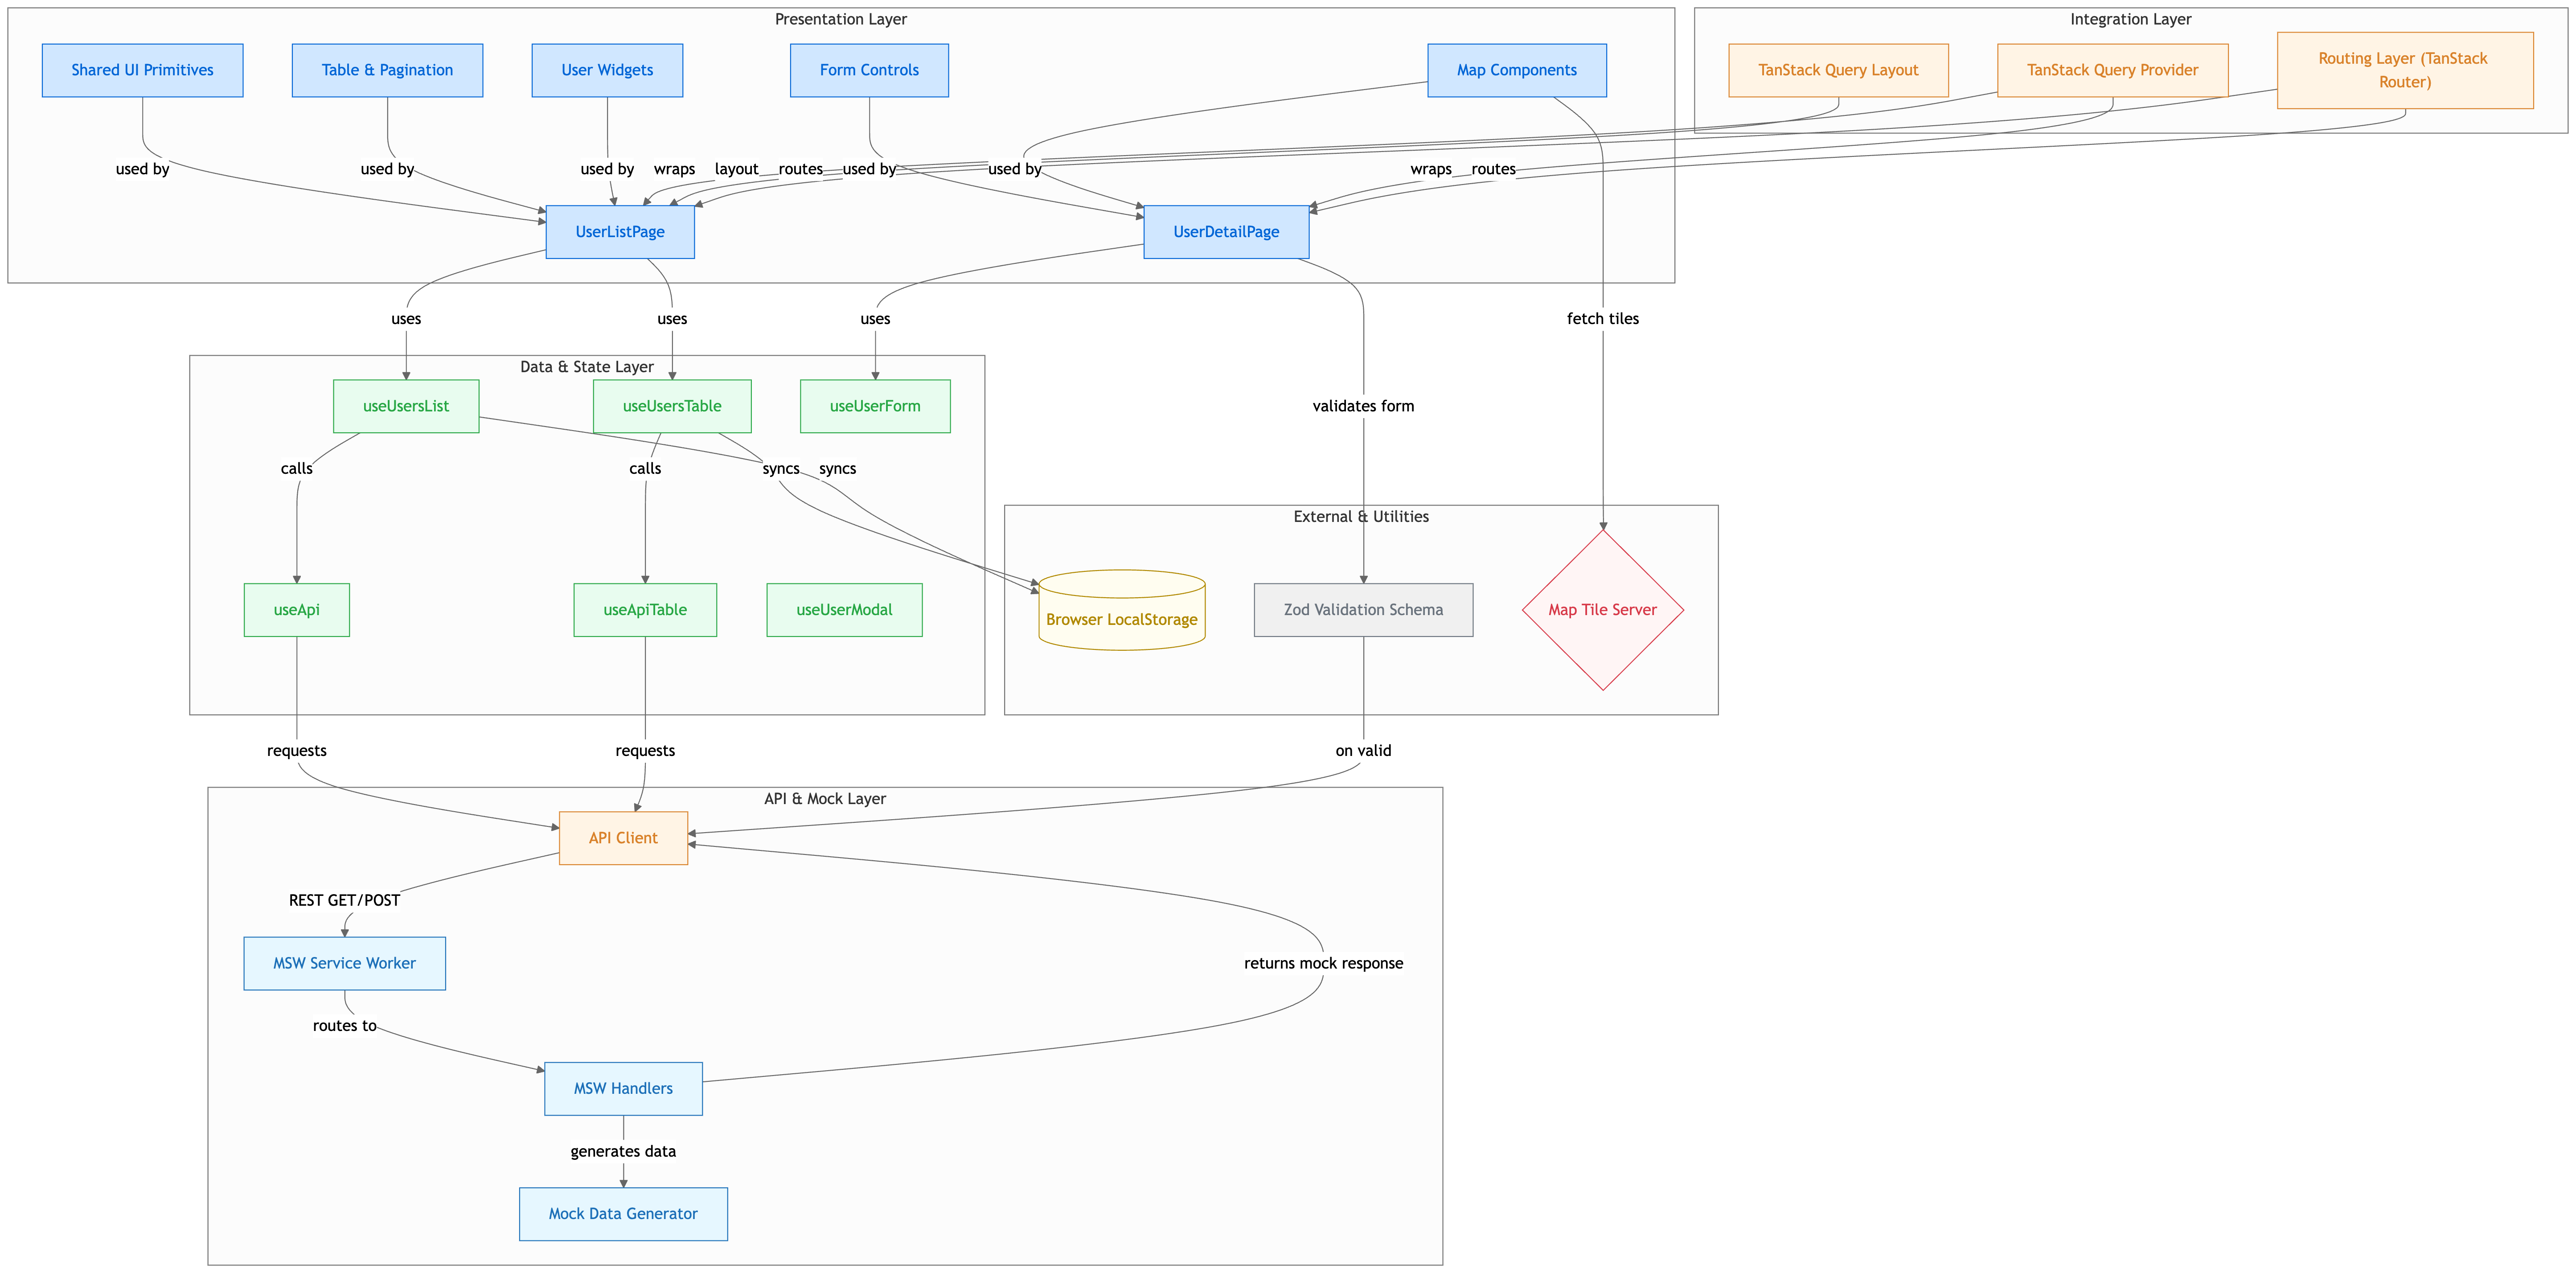 Presentation Layer
Integration Layer
Shared UI Primitives
Table & Pagination
User Widgets
Form Controls
Map Components
TanStack Query Layout
TanStack Query Provider
Routing Layer (TanStack
Router)
used by
used by
used by
wraps
layout
routes
used by
used by
wraps
routes
UserListPage
UserDetailPage
uses
uses
uses
fetch tiles
Data & State Layer
useUsersList
useUsersTable
useUserForm
validates form
calls
calls
syncs
syncs
External & Utilities
useApi
useApiTable
useUserModal
Browser LocalStorage
Zod Validation Schema
Map Tile Server
requests
requests
on valid
API & Mock Layer
API Client
REST GET/POST
MSW Service Worker
returns mock response
routes to
MSW Handlers
generates data
Mock Data Generator